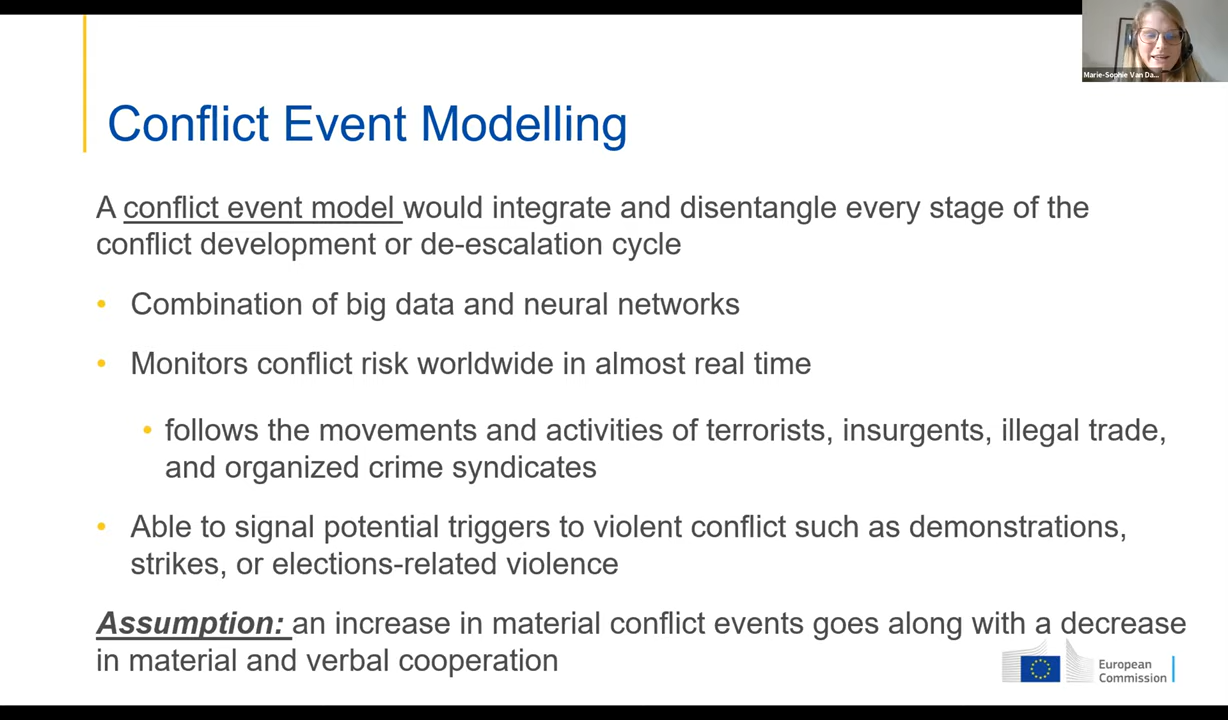 Marie-Sophie Van Da...
Conflict Event Modelling
A conflict event model would integrate and disentangle every stage of the
conflict development or de-escalation cycle
• Combination of big data and neural networks
• Monitors conflict risk worldwide in almost real time
• follows the movements and activities of terrorists, insurgents, illegal trade,
and organized crime syndicates
• Able to signal potential triggers to violent conflict such as demonstrations,
strikes, or elections-related violence
Assumption: an increase in material conflict events goes along with a decrease
in material and verbal cooperation
European
Commission